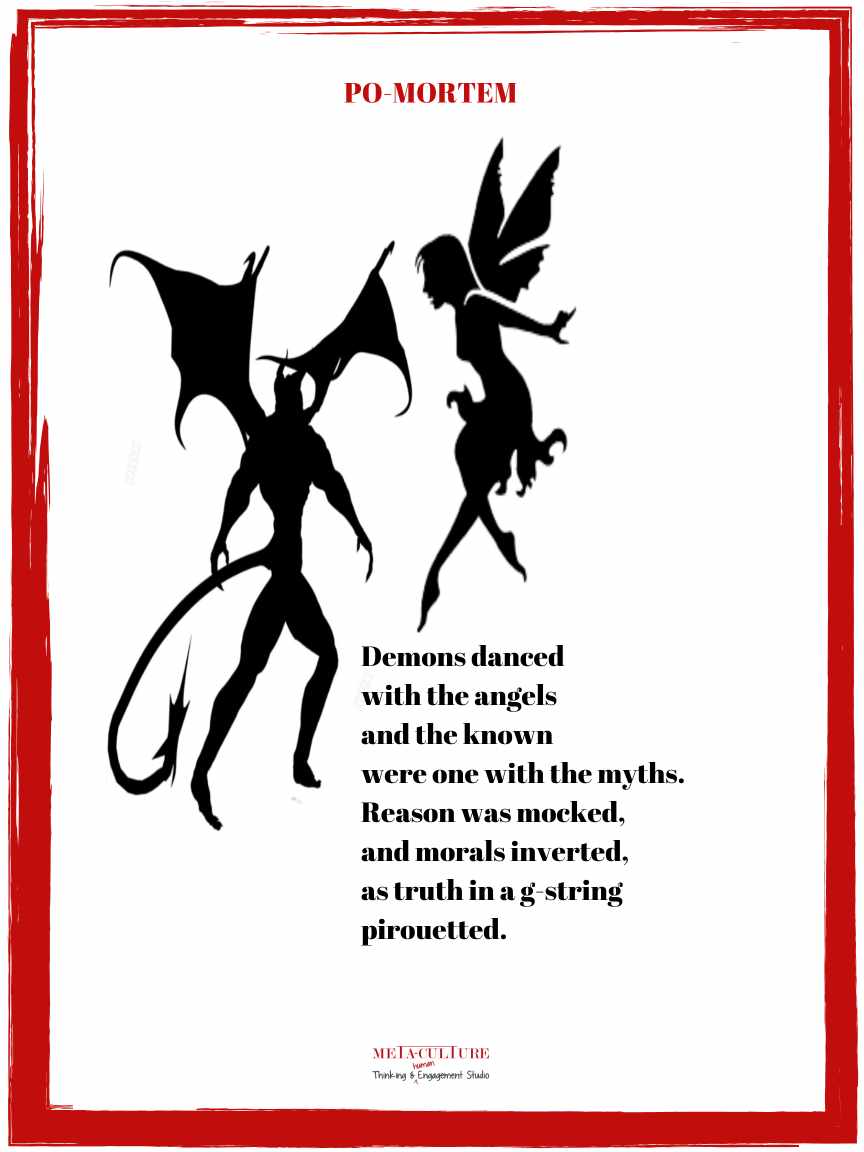 PO-MORTEM
Demons danced
with the angels
and the known
were one with the myths.
Reason was mocked,
and morals inverted,
as truth in a g-string
pirouetted.
META-CULTURE
human
Thinking & Engagement Studio